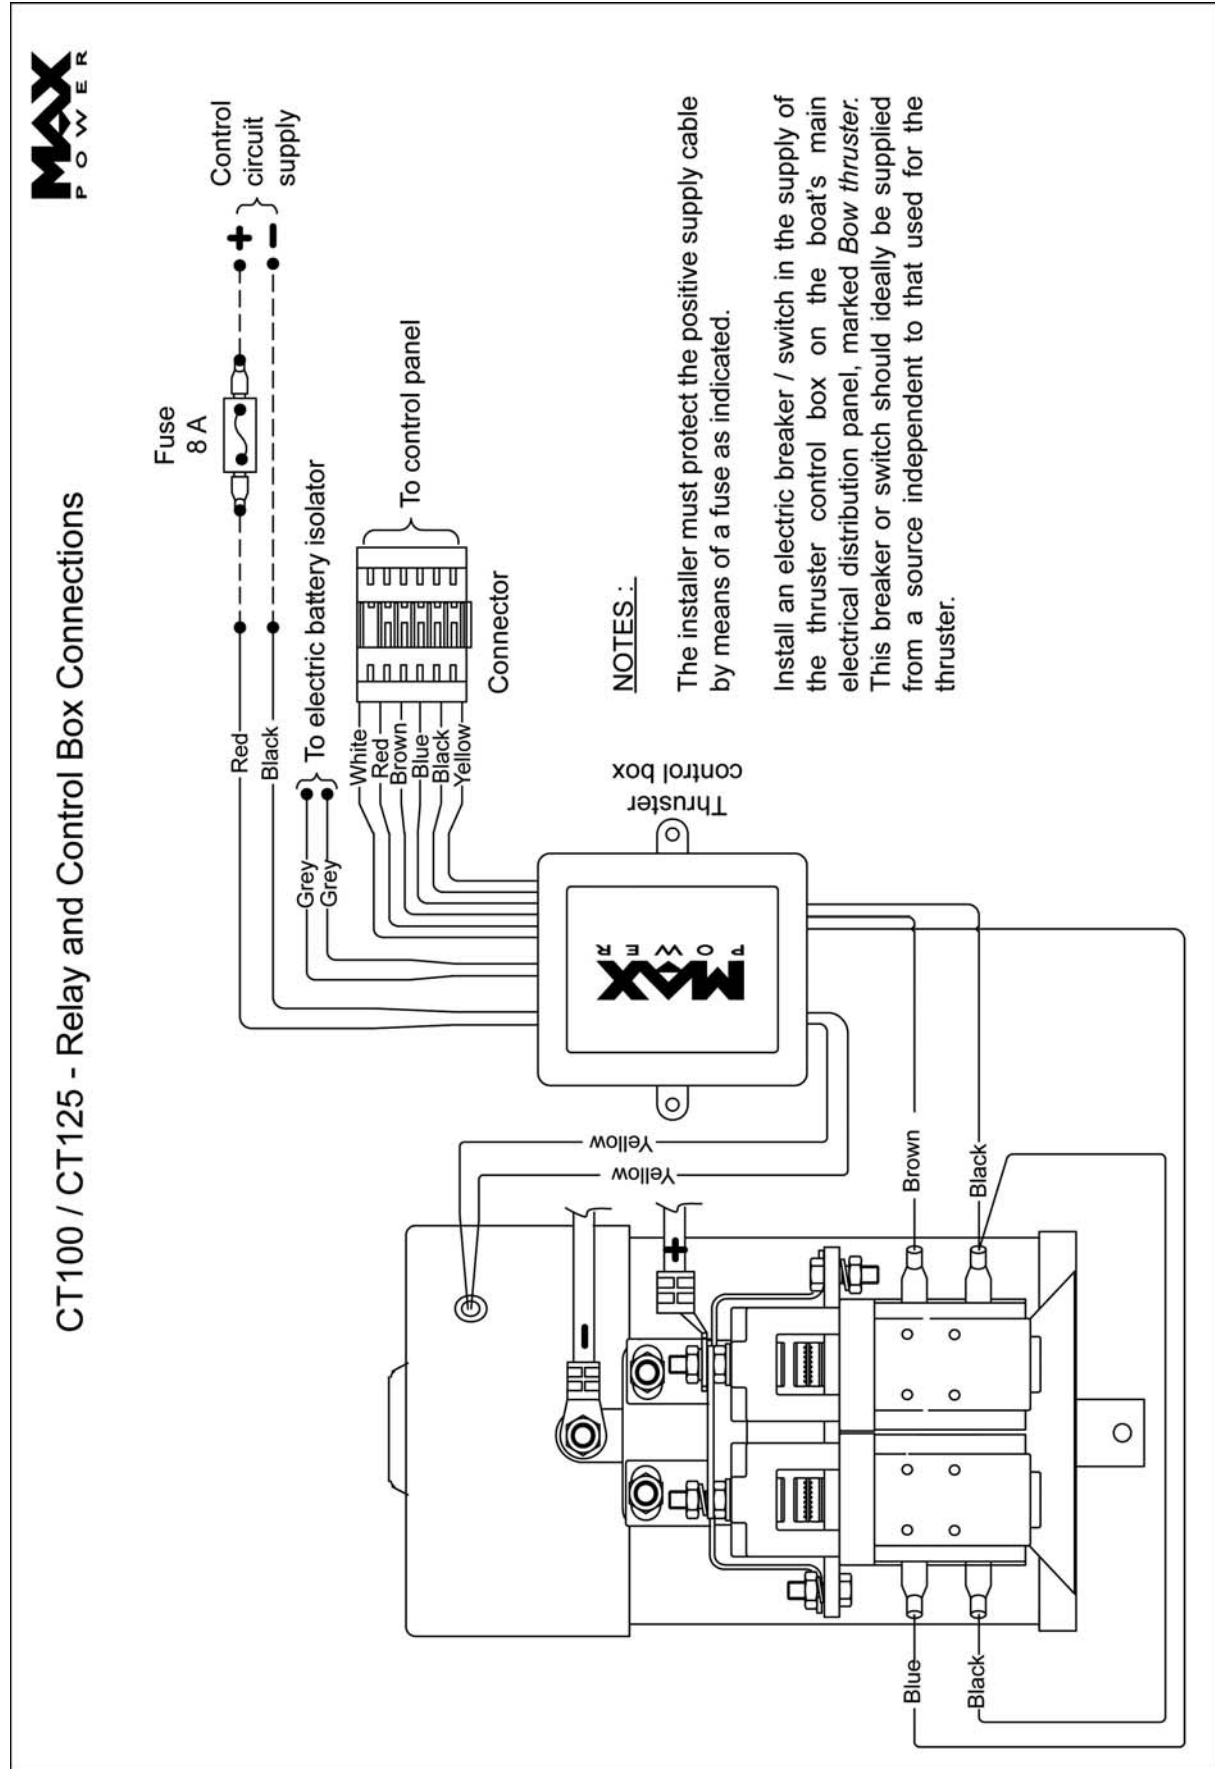 CT100 / CT125 - Relay and Control Box Connections
MAX
POWER
Fuse
8 A
+
−
Control
circuit
supply
Red
Black
Grey
Grey
To electric battery isolator
White
Red
Brown
Blue
Black
Yellow
To control panel
Connector
Thruster
control box
MAX
POWER
Yellow
Yellow
−
+
Brown
Black
Blue
Black
NOTES :
The installer must protect the positive supply cable
by means of a fuse as indicated.
Install an electric breaker / switch in the supply of
the thruster control box on the boat's main
electrical distribution panel, marked Bow thruster.
This breaker or switch should ideally be supplied
from a source independent to that used for the
thruster.